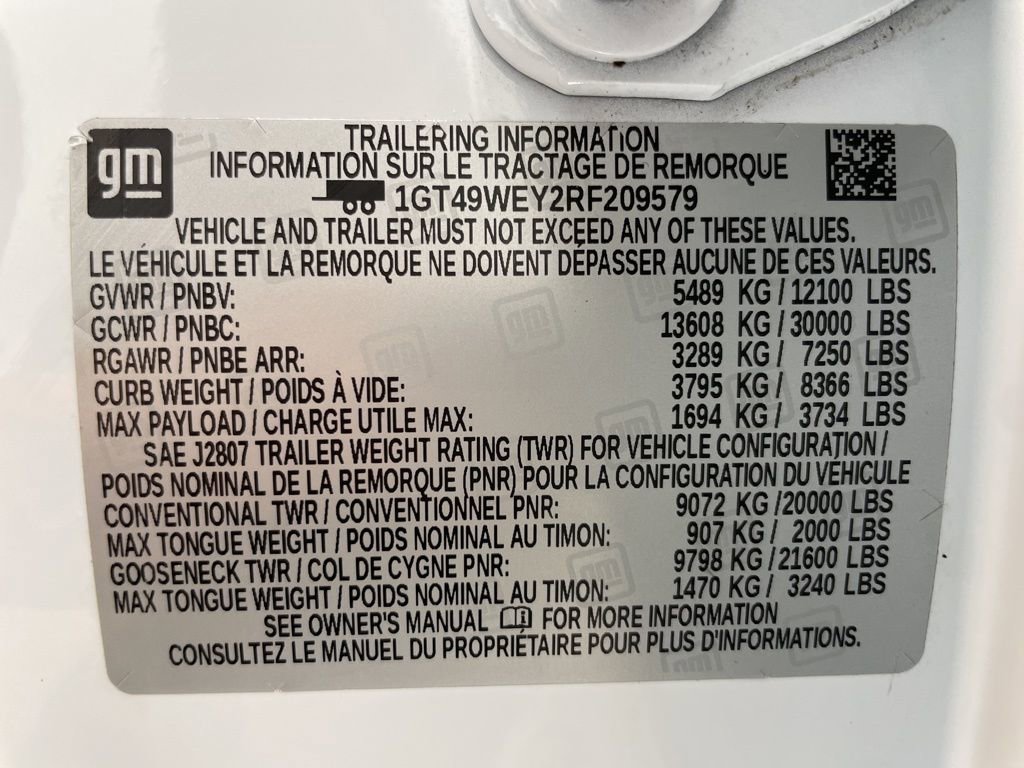 gm
TRAILERING INFORMATION
INFORMATION SUR LE TRACTAGE DE REMORQUE
1GT49WEY2RF209579
VEHICLE AND TRAILER MUST NOT EXCEED ANY OF THESE VALUES.
LE VÉHICULE ET LA REMORQUE NE DOIVENT DÉPASSER AUCUNE DE CES VALEURS.
GVWR / PNBV: 5489 KG / 12100 LBS
GCWR / PNBC: 13608 KG / 30000 LBS
RGAWR / PNBE ARR: 3289 KG / 7250 LBS
CURB WEIGHT / POIDS À VIDE: 3795 KG / 8366 LBS
MAX PAYLOAD / CHARGE UTILE MAX: 1694 KG / 3734 LBS
SAE J2807 TRAILER WEIGHT RATING (TWR) FOR VEHICLE CONFIGURATION /
POIDS NOMINAL DE LA REMORQUE (PNR) POUR LA CONFIGURATION DU VÉHICULE
CONVENTIONAL TWR / CONVENTIONNEL PNR: 9072 KG /20000 LBS
MAX TONGUE WEIGHT / POIDS NOMINAL AU TIMON: 907 KG / 2000 LBS
GOOSENECK TWR / COL DE CYGNE PNR: 9798 KG /21600 LBS
MAX TONGUE WEIGHT / POIDS NOMINAL AU TIMON: 1470 KG / 3240 LBS
SEE OWNER'S MANUAL FOR MORE INFORMATION
CONSULTEZ LE MANUEL DU PROPRIÉTAIRE POUR PLUS D'INFORMATIONS.